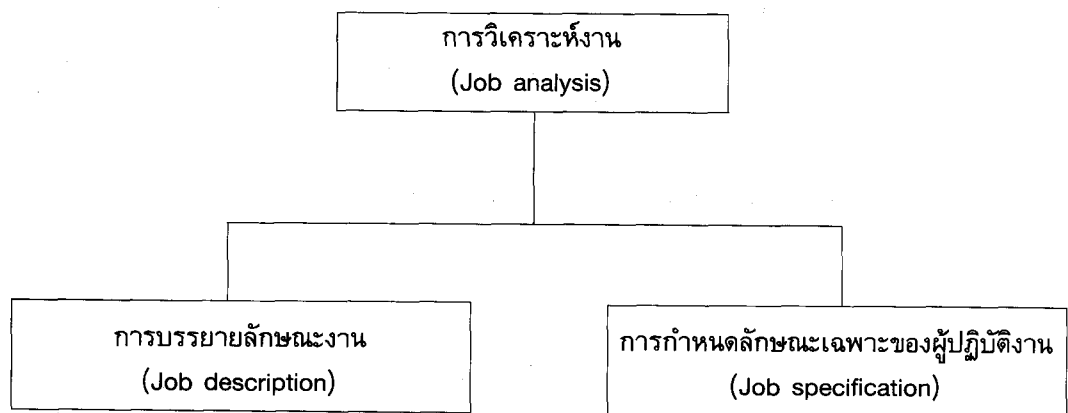 การวิเคราะห์งาน
(Job analysis)
การบรรยายลักษณะงาน
(Job description)
การกำหนดลักษณะเฉพาะของผู้ปฏิบัติงาน
(Job specification)